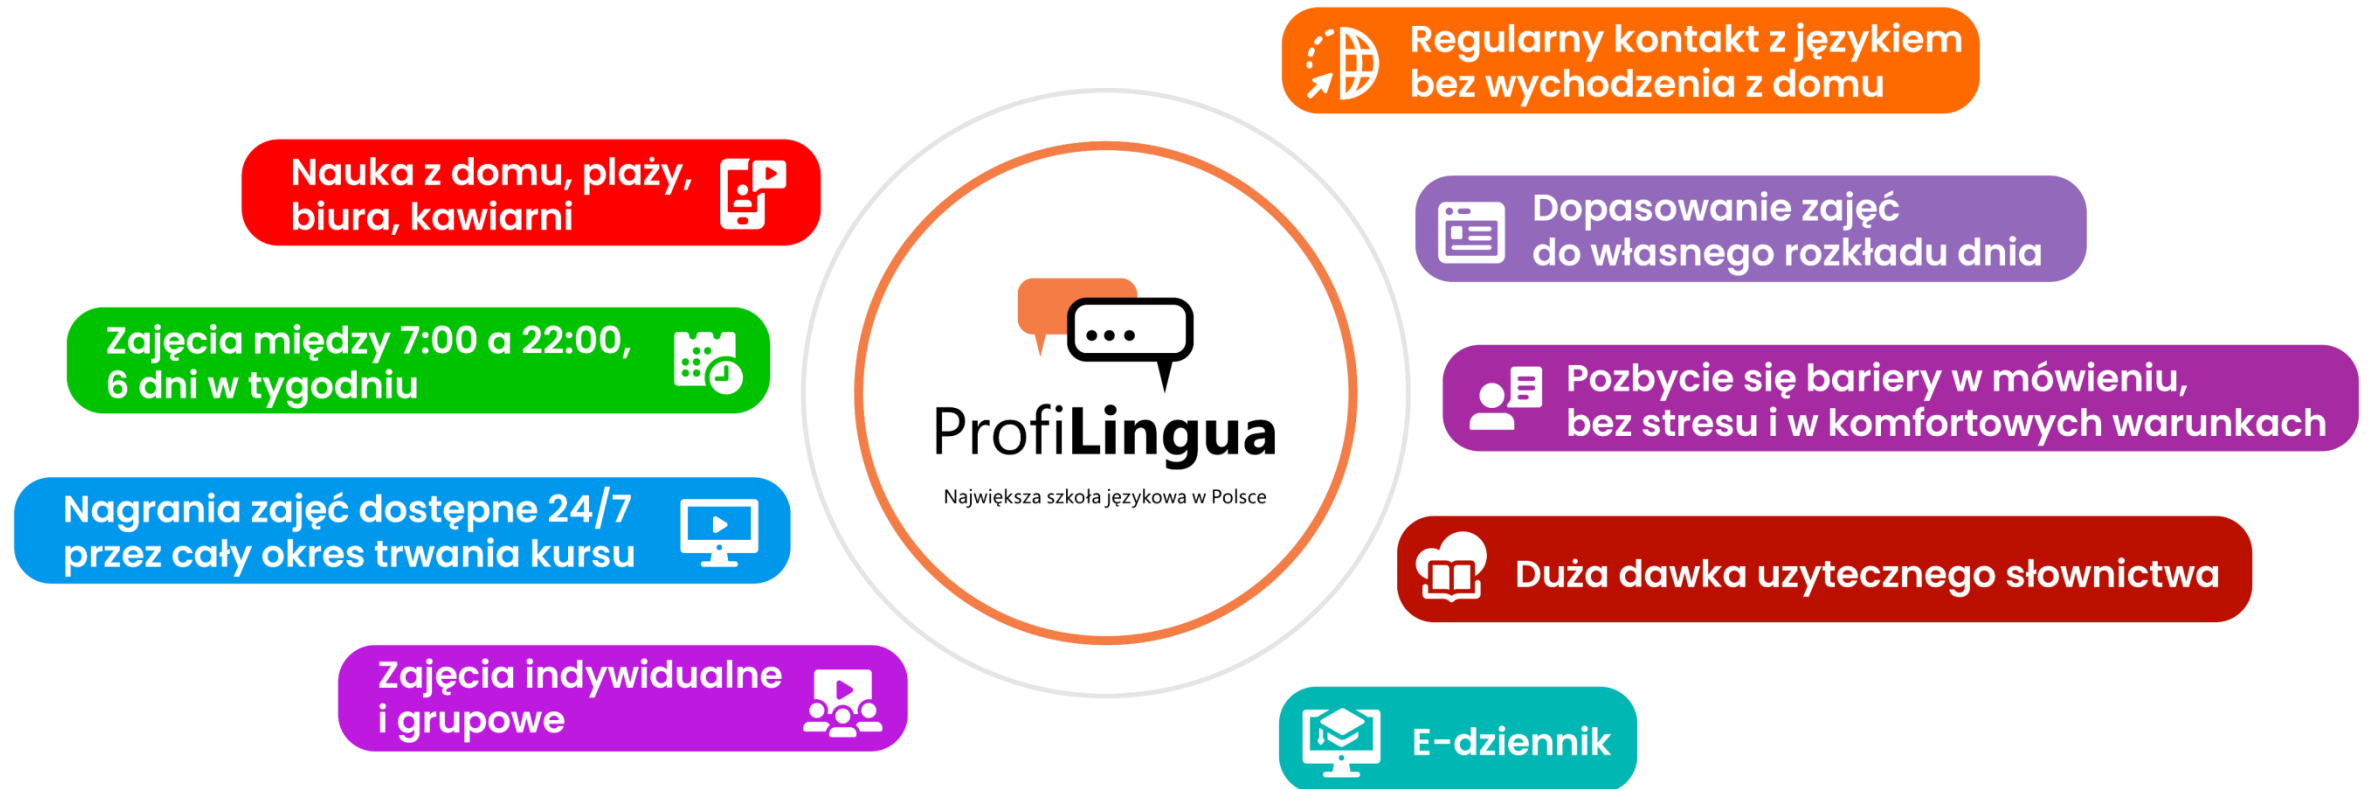 Nauka z domu, plaży,
biura, kawiarni
Zajęcia między 7:00 a 22:00,
6 dni w tygodniu
Nagrania zajęć dostępne 24/7
przez cały okres trwania kursu
Zajęcia indywidualne
i grupowe
ProfiLingua
Największa szkoła językowa w Polsce
Regularny kontakt z językiem
bez wychodzenia z domu
Dopasowanie zajęć
do własnego rozkładu dnia
Pozbycie się bariery w mówieniu,
bez stresu i w komfortowych warunkach
Duża dawka uzytecznego słownictwa
E-dziennik